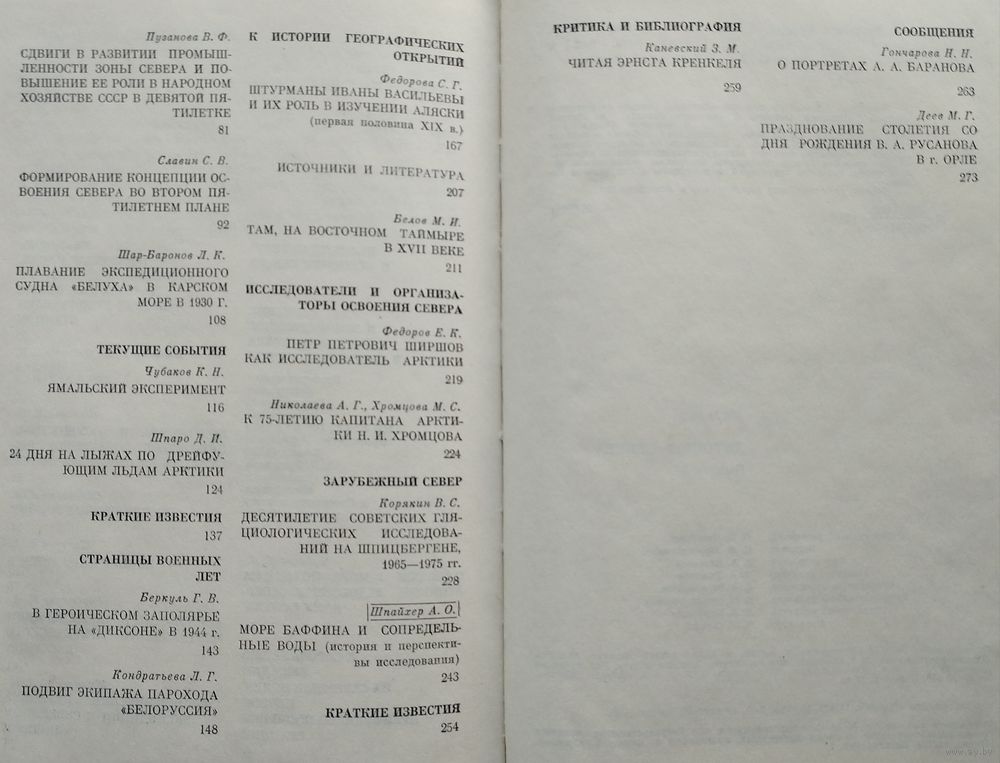 Пузанова В. Ф.
СДВИГИ В РАЗВИТИИ ПРОМЫШ-
ЛЕННОСТИ ЗОНЫ СЕВЕРА И ПО-
ВЫШЕНИЕ ЕЕ РОЛИ В НАРОДНОМ
ХОЗЯЙСТВЕ СССР В ДЕВЯТОЙ ПЯ-
ТИЛЕТКЕ
81
Славин С. В.
ФОРМИРОВАНИЕ КОНЦЕПЦИИ ОС-
ВОЕНИЯ СЕВЕРА ВО ВТОРОМ ПЯ-
ТИЛЕТНЕМ ПЛАНЕ
92
Шар-Баронов Л. К.
ПЛАВАНИЕ ЭКСПЕДИЦИОННОГО
СУДНА «БЕЛУХА» В КАРСКОМ
МОРЕ В 1930 Г.
108
ТЕКУЩИЕ СОБЫТИЯ
Чубаков К. Н.
ЯМАЛЬСКИЙ ЭКСПЕРИМЕНТ
116
Шпаро Д. И.
24 ДНЯ НА ЛЫЖАХ ПО ДРЕЙФУ-
ЮЩИМ ЛЬДАМ АРКТИКИ
124
КРАТКИЕ ИЗВЕСТИЯ
137
СТРАНИЦЫ ВОЕННЫХ
ЛЕТ
Беркуль Г. В.
В ГЕРОИЧЕСКОМ ЗАПОЛЯРЬЕ
НА «ДИКСОНЕ» В 1944 г.
143
Кондратьева Л. Г.
ПОДВИГ ЭКИПАЖА ПАРОХОДА
«БЕЛОРУССИЯ»
148
К ИСТОРИИ ГЕОГРАФИЧЕСКИХ
ОТКРЫТИЙ
Федорова С. Г.
ШТУРМАНЫ ИВАНЫ ВАСИЛЬЕВЫ
И ИХ РОЛЬ В ИЗУЧЕНИИ АЛЯСКИ
(первая половина XIX в.)
167
ИСТОЧНИКИ И ЛИТЕРАТУРА
207
Белов М. И.
ТАМ, НА ВОСТОЧНОМ ТАЙМЫРЕ
В XVII ВЕКЕ
211
ИССЛЕДОВАТЕЛИ И ОРГАНИЗА-
ТОРЫ ОСВОЕНИЯ СЕВЕРА
Федоров Е. К.
ПЕТР ПЕТРОВИЧ ШИРШОВ
КАК ИССЛЕДОВАТЕЛЬ АРКТИКИ
219
Николаева А. Г., Хромцова М. С.
К 75-ЛЕТИЮ КАПИТАНА АРКТИ-
КИ Н. И. ХРОМЦОВА
224
ЗАРУБЕЖНЫЙ СЕВЕР
Корякин В. С.
ДЕСЯТИЛЕТИЕ СОВЕТСКИХ ГЛЯ-
ЦИОЛОГИЧЕСКИХ ИССЛЕДОВА-
НИЙ НА ШПИЦБЕРГЕНЕ,
1965—1975 гг.
228
Шпайхер А. О.
МОРЕ БАФФИНА И СОПРЕДЕЛЬ-
НЫЕ ВОДЫ (история и перспекти-
вы исследования)
243
КРАТКИЕ ИЗВЕСТИЯ
254
КРИТИКА И БИБЛИОГРАФИЯ
Каневский З. М.
ЧИТАЯ ЭРНСТА КРЕНКЕЛЯ
259
СООБЩЕНИЯ
Гончарова Н. Н.
О ПОРТРЕТАХ А. А. БАРАНОВА
263
Деев М. Г.
ПРАЗДНОВАНИЕ СТОЛЕТИЯ СО
ДНЯ РОЖДЕНИЯ В. А. РУСАНОВА
В г. ОРЛЕ
273